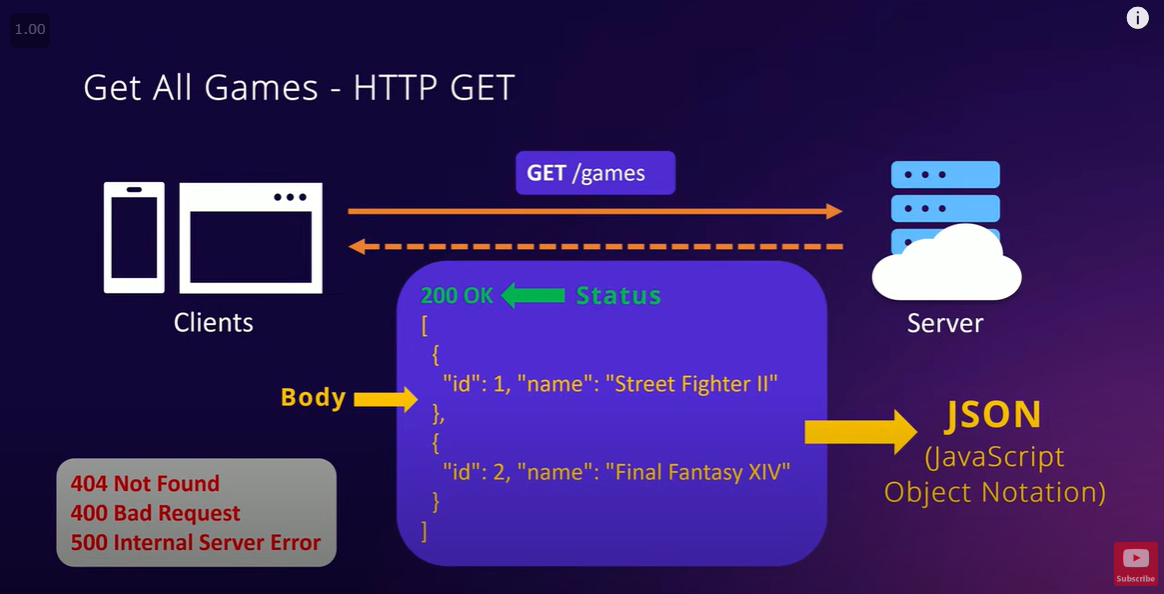 1.00
i
Get All Games - HTTP GET
GET /games
Clients
Server
200 OK
Status
[
{
"id": 1, "name": "Street Fighter II"
},
{
"id": 2, "name": "Final Fantasy XIV"
}
]
Body
JSON
(JavaScript
Object Notation)
404 Not Found
400 Bad Request
500 Internal Server Error
Subscribe